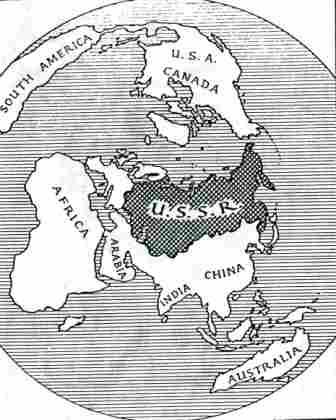 SOUTH AMERICA
U.S.A.
CANADA
U.S.S.R.
AFRICA
ARABIA
CHINA
INDIA
AUSTRALIA